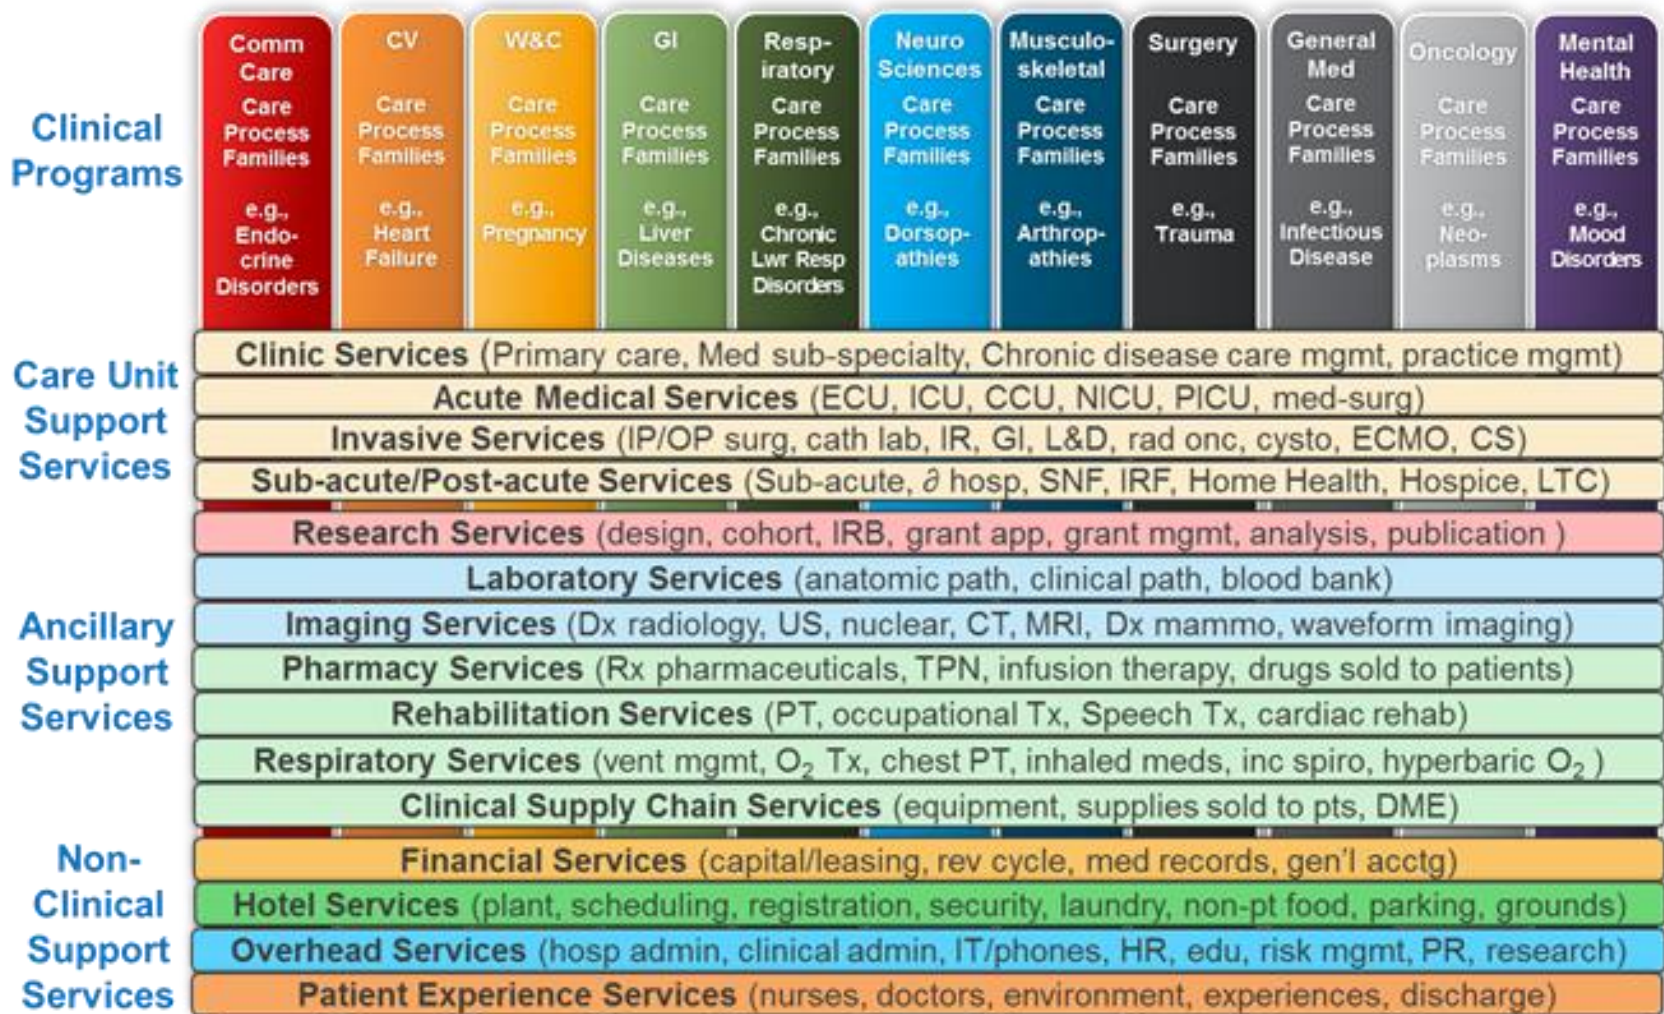 Clinical
Programs
Comm
Care
Care
Process
Families
e.g.,
Endo-
crine
Disorders
CV
Care
Process
Families
e.g.,
Heart
Failure
W&C
Care
Process
Families
e.g.,
Pregnancy
GI
Care
Process
Families
e.g.,
Liver
Diseases
Resp-
iratory
Care
Process
Families
e.g.,
Chronic
Lwr Resp
Disorders
Neuro
Sciences
Care
Process
Families
e.g.,
Dorsop-
athies
Musculo-
skeletal
Care
Process
Families
e.g.,
Arthrop-
athies
Surgery
Care
Process
Families
e.g.,
Trauma
General
Med
Care
Process
Families
e.g.,
Infectious
Disease
Oncology
Care
Process
Families
e.g.,
Neo-
plasms
Mental
Health
Care
Process
Families
e.g.,
Mood
Disorders
Care Unit
Support
Services
Clinic Services (Primary care, Med sub-specialty, Chronic disease care mgmt, practice mgmt)
Acute Medical Services (ECU, ICU, CCU, NICU, PICU, med-surg)
Invasive Services (IP/OP surg, cath lab, IR, GI, L&D, rad onc, cysto, ECMO, CS)
Sub-acute/Post-acute Services (Sub-acute, ∂ hosp, SNF, IRF, Home Health, Hospice, LTC)
Research Services (design, cohort, IRB, grant app, grant mgmt, analysis, publication )
Ancillary
Support
Services
Laboratory Services (anatomic path, clinical path, blood bank)
Imaging Services (Dx radiology, US, nuclear, CT, MRI, Dx mammo, waveform imaging)
Pharmacy Services (Rx pharmaceuticals, TPN, infusion therapy, drugs sold to patients)
Rehabilitation Services (PT, occupational Tx, Speech Tx, cardiac rehab)
Respiratory Services (vent mgmt, O₂ Tx, chest PT, inhaled meds, inc spiro, hyperbaric O₂ )
Clinical Supply Chain Services (equipment, supplies sold to pts, DME)
Non-
Clinical
Support
Services
Financial Services (capital/leasing, rev cycle, med records, gen'l acctg)
Hotel Services (plant, scheduling, registration, security, laundry, non-pt food, parking, grounds)
Overhead Services (hosp admin, clinical admin, IT/phones, HR, edu, risk mgmt, PR, research)
Patient Experience Services (nurses, doctors, environment, experiences, discharge)